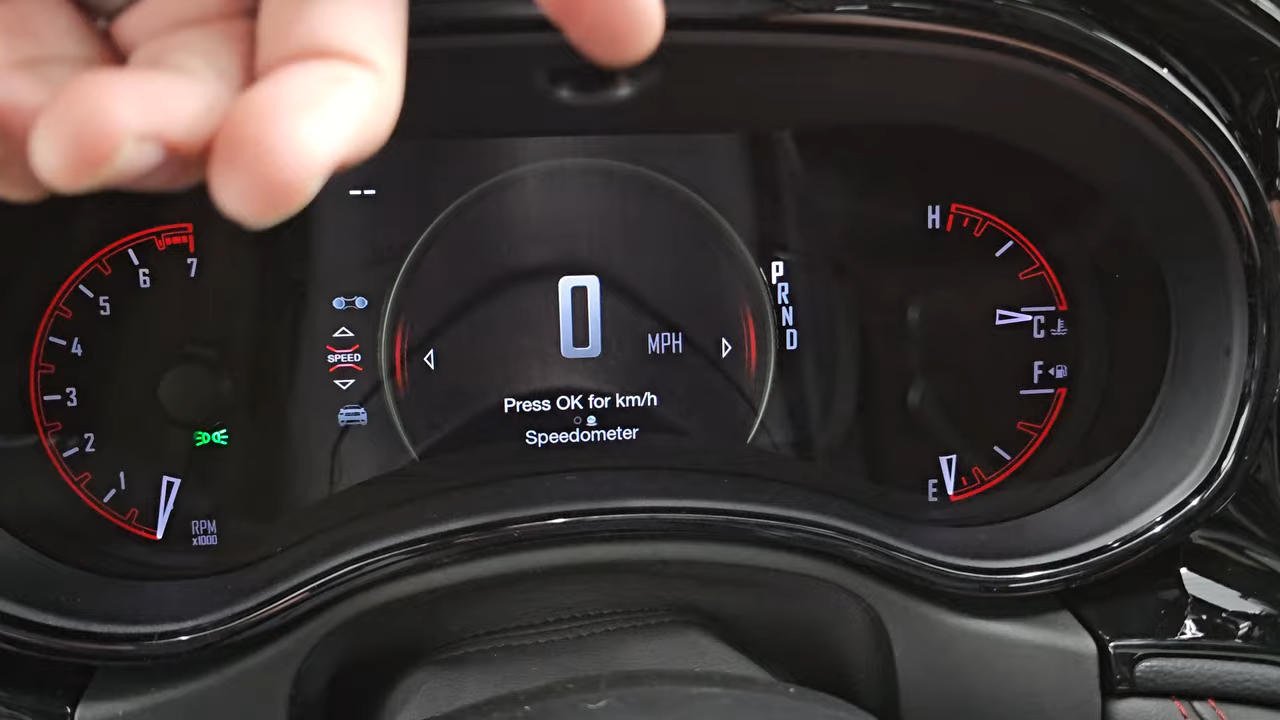 --
7
6
5
4
3
2
1
RPM
x1000
SPEED
0
MPH
Press OK for km/h
Speedometer
P
R
N
D
H
C
F
E